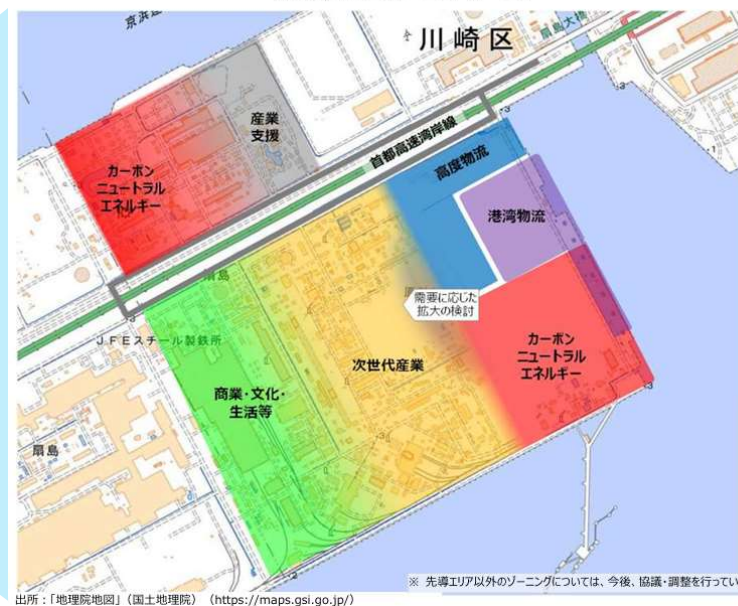 京浜
川崎区
扇島大橋
産業
支援
カーボン
ニュートラル
エネルギー
首都高速湾岸線
高度物流
港湾物流
扇島
需要に応じた
拡大の検討
JFEスチール製鉄所
カーボン
ニュートラル
エネルギー
次世代産業
商業・文化・
生活等
扇島
※ 先導エリア以外のゾーニングについては、今後、協議・調整を行ってい
出所:「地理院地図」(国土地理院) (https://maps.gsi.go.jp/)